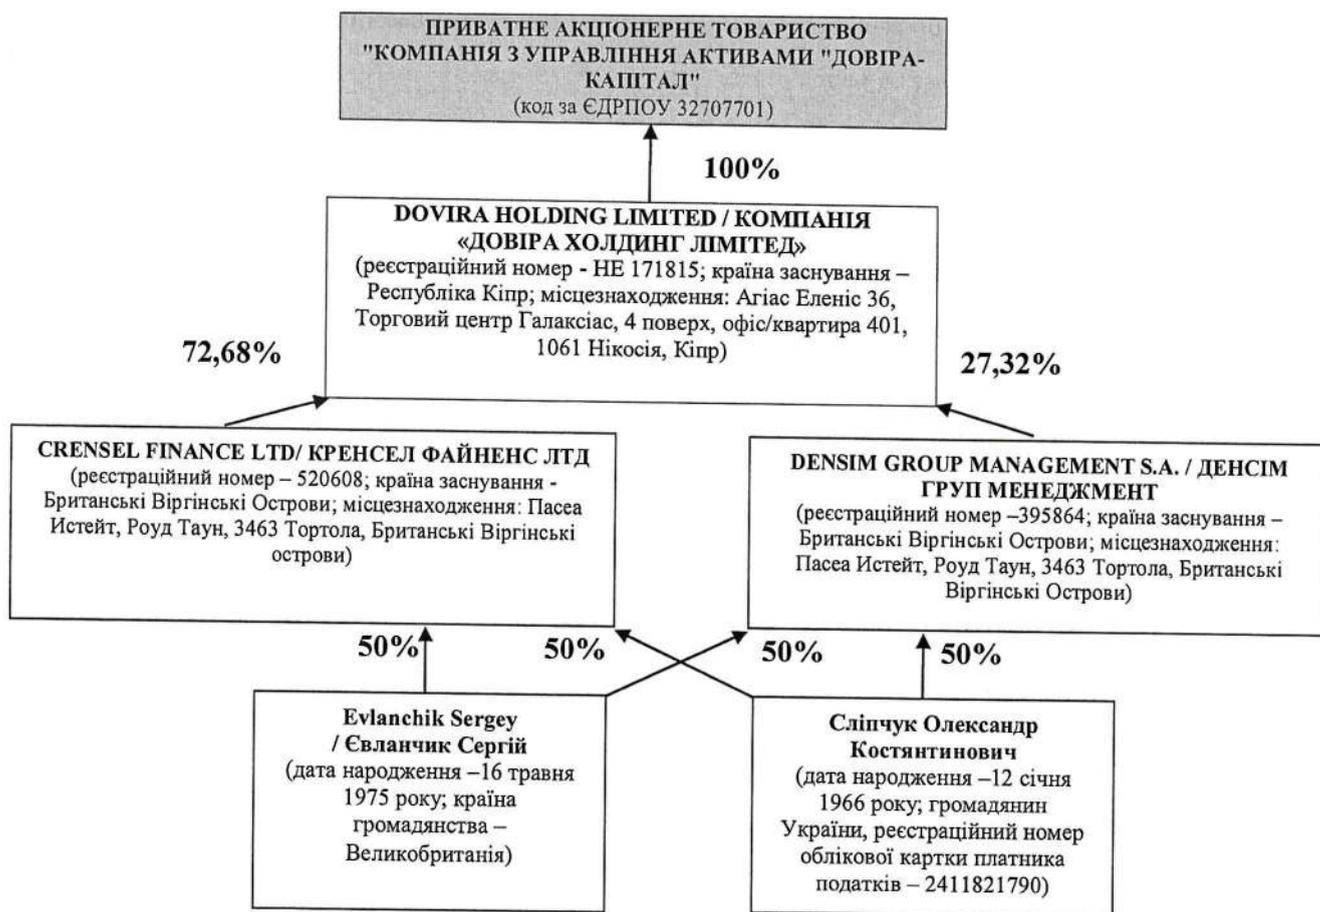 ПРИВАТНЕ АКЦІОНЕРНЕ ТОВАРИСТВО
"КОМПАНІЯ З УПРАВЛІННЯ АКТИВАМИ "ДОВІРА-
КАПІТАЛ"
(код за ЄДРПОУ 32707701)
100%
DOVIRA HOLDING LIMITED / КОМПАНІЯ
«ДОВІРА ХОЛДИНГ ЛІМІТЕД»
(реєстраційний номер - НЕ 171815; країна заснування –
Республіка Кіпр; місцезнаходження: Агіас Еленіс 36,
Торговий центр Галаксіас, 4 поверх, офіс/квартира 401,
1061 Нікосія, Кіпр)
72,68%
27,32%
CRENSEL FINANCE LTD/ КРЕНСЕЛ ФАЙНЕНС ЛТД
(реєстраційний номер – 520608; країна заснування -
Британські Віргінські Острови; місцезнаходження: Пасеа
Истейт, Роуд Таун, 3463 Тортола, Британські Віргінські
острови)
DENSIM GROUP MANAGEMENT S.A. / ДЕНСІМ
ГРУП МЕНЕДЖМЕНТ
(реєстраційний номер –395864; країна заснування –
Британські Віргінські Острови; місцезнаходження:
Пасеа Истейт, Роуд Таун, 3463 Тортола, Британські
Віргінські Острови)
50%
50%
50%
50%
Evlanchik Sergey
/ Євланчик Сергій
(дата народження –16 травня
1975 року; країна
громадянства –
Великобританія)
Сліпчук Олександр
Костянтинович
(дата народження –12 січня
1966 року; громадянин
України, реєстраційний номер
облікової картки платника
податків – 2411821790)